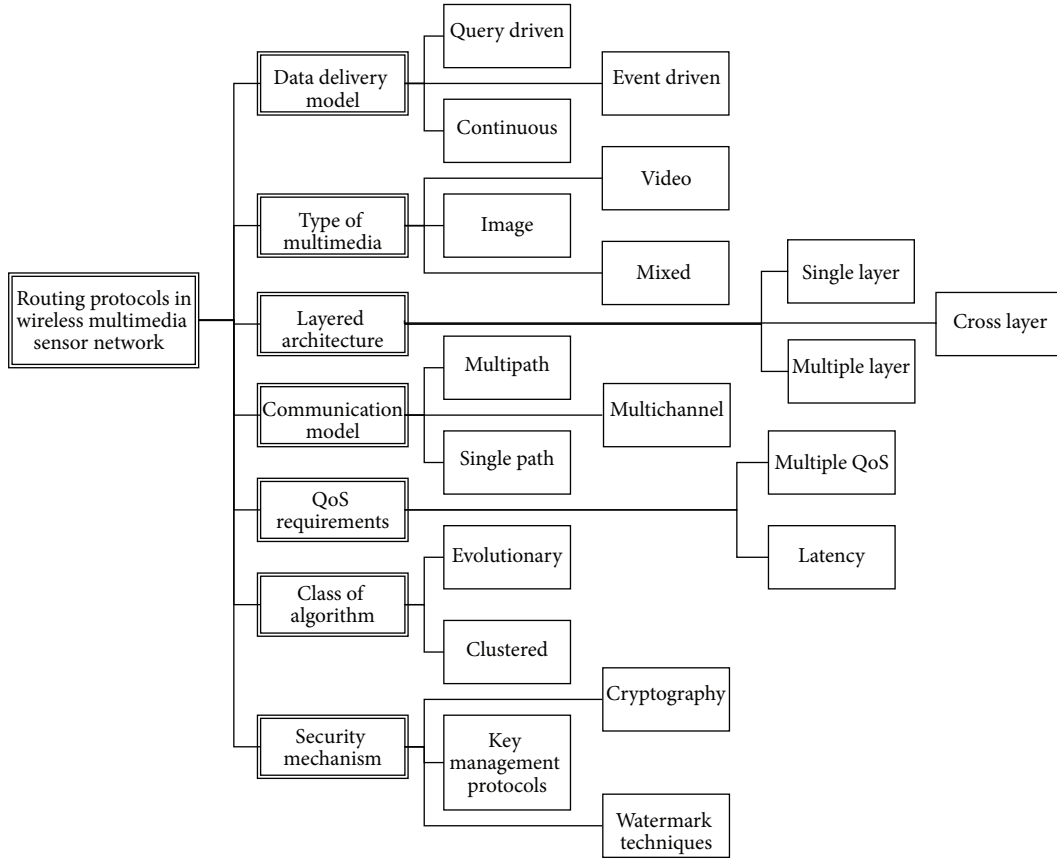 Routing protocols in
wireless multimedia
sensor network
Data delivery
model
Query driven
Event driven
Continuous
Type of
multimedia
Video
Image
Mixed
Layered
architecture
Single layer
Cross layer
Multiple layer
Communication
model
Multipath
Multichannel
Single path
QoS
requirements
Multiple QoS
Latency
Class of
algorithm
Evolutionary
Clustered
Security
mechanism
Cryptography
Key
management
protocols
Watermark
techniques